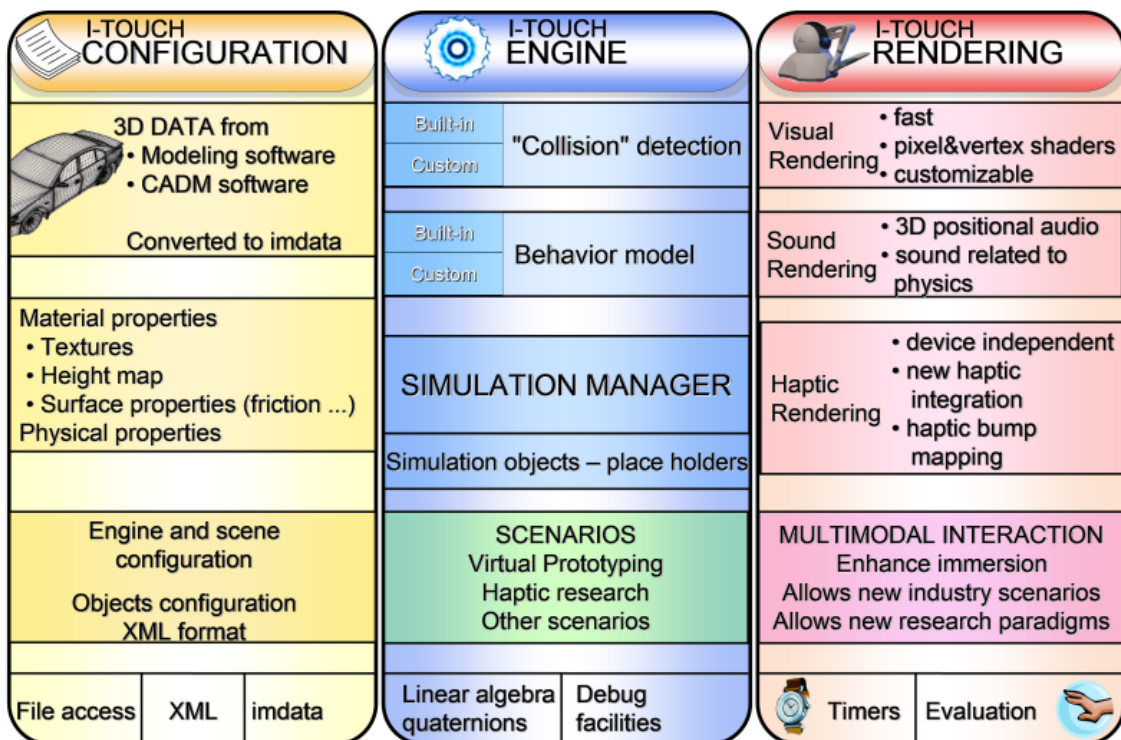 I-TOUCH
CONFIGURATION
3D DATA from
• Modeling software
• CADM software
Converted to imdata
Material properties
• Textures
• Height map
• Surface properties (friction ...)
Physical properties
Engine and scene
configuration
Objects configuration
XML format
File access
XML
imdata
I-TOUCH
ENGINE
Built-in
Custom
"Collision" detection
Built-in
Custom
Behavior model
SIMULATION MANAGER
Simulation objects – place holders
SCENARIOS
Virtual Prototyping
Haptic research
Other scenarios
Linear algebra
quaternions
Debug
facilities
I-TOUCH
RENDERING
Visual
Rendering
• fast
• pixel&vertex shaders
• customizable
Sound
Rendering
• 3D positional audio
• sound related to
physics
Haptic
Rendering
• device independent
• new haptic
integration
• haptic bump
mapping
MULTIMODAL INTERACTION
Enhance immersion
Allows new industry scenarios
Allows new research paradigms
Timers
Evaluation